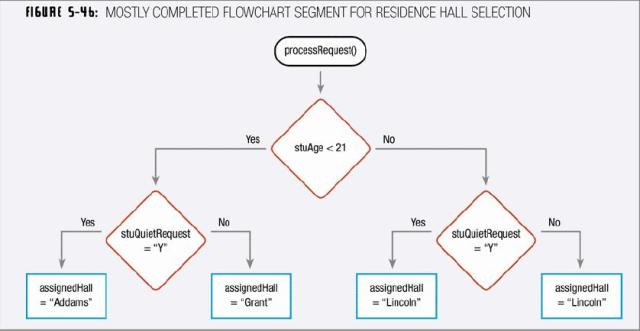 FIGURE 5-46: MOSTLY COMPLETED FLOWCHART SEGMENT FOR RESIDENCE HALL SELECTION
processRequest()
Yes
stuAge < 21
No
Yes
stuQuietRequest
= "Y"
No
Yes
stuQuietRequest
= "Y"
No
assignedHall
= "Addams"
assignedHall
= "Grant"
assignedHall
= "Lincoln"
assignedHall
= "Lincoln"